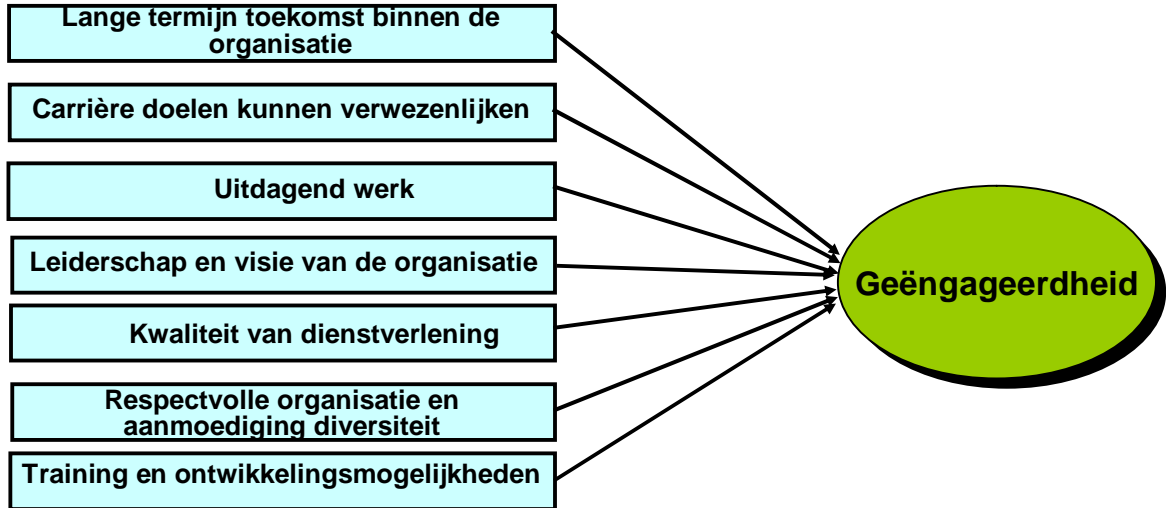 Lange termijn toekomst binnen de
organisatie
Carrière doelen kunnen verwezenlijken
Uitdagend werk
Leiderschap en visie van de organisatie
Kwaliteit van dienstverlening
Respectvolle organisatie en
aanmoediging diversiteit
Training en ontwikkelingsmogelijkheden
Geëngageerdheid